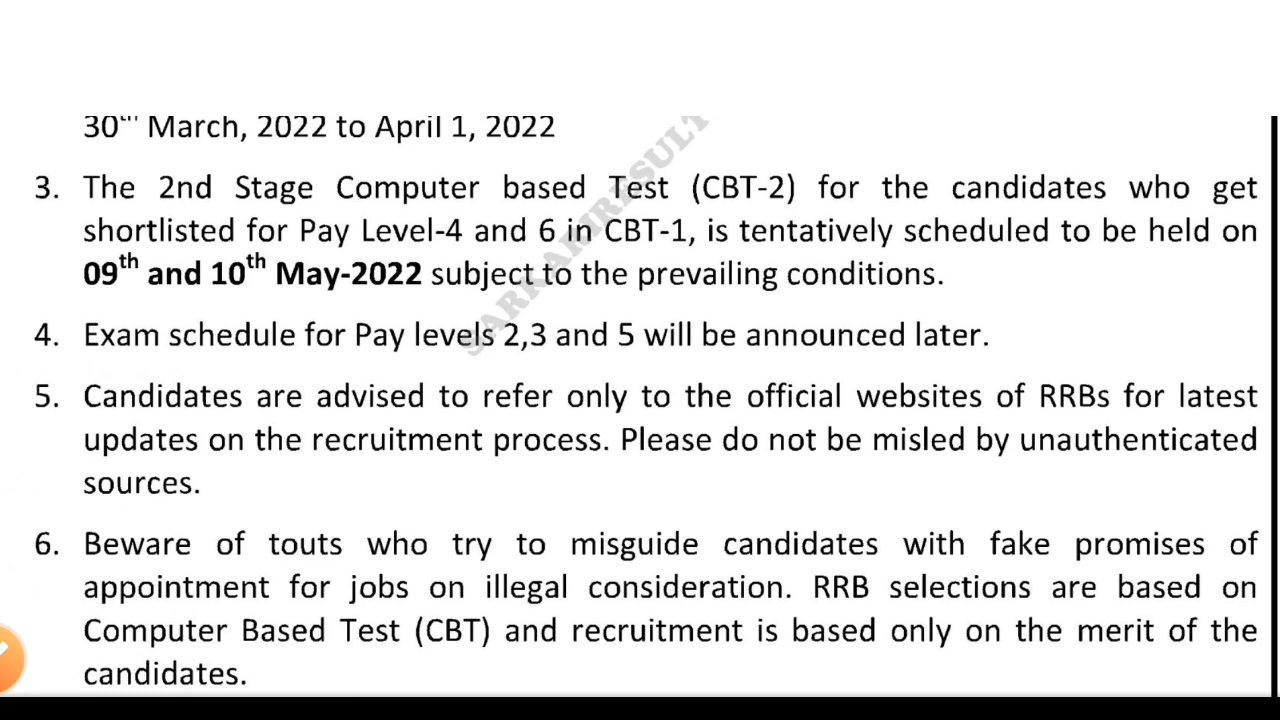 30th March, 2022 to April 1, 2022
3. The 2nd Stage Computer based Test (CBT-2) for the candidates who get
shortlisted for Pay Level-4 and 6 in CBT-1, is tentatively scheduled to be held on
09th and 10th May-2022 subject to the prevailing conditions.
4. Exam schedule for Pay levels 2,3 and 5 will be announced later.
5. Candidates are advised to refer only to the official websites of RRBs for latest
updates on the recruitment process. Please do not be misled by unauthenticated
sources.
6. Beware of touts who try to misguide candidates with fake promises of
appointment for jobs on illegal consideration. RRB selections are based on
Computer Based Test (CBT) and recruitment is based only on the merit of the
candidates.
SARKARIRESULT